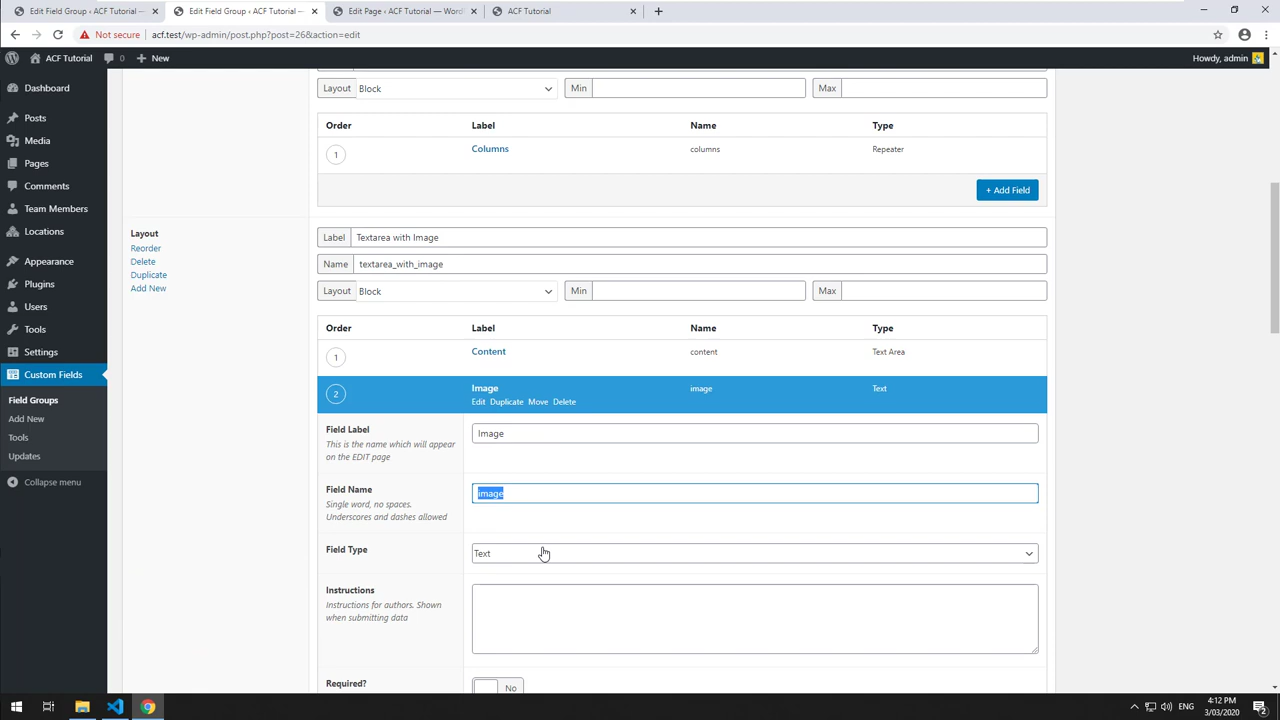 Edit Field Group ‹ ACF Tutorial —
Edit Field Group ‹ ACF Tutorial —
Edit Page ‹ ACF Tutorial — Wor
ACF Tutorial
Not secure
acf.test/wp-admin/post.php?post=26&action=edit
ACF Tutorial
0
New
Howdy, admin
Dashboard
Posts
Media
Pages
Comments
Team Members
Locations
Appearance
Plugins
Users
Tools
Settings
Custom Fields
Field Groups
Add New
Tools
Updates
Collapse menu
Layout
Block
Min
Max
Order
Label
Name
Type
1
Columns
columns
Repeater
+ Add Field
Layout
Reorder
Delete
Duplicate
Add New
Label
Textarea with Image
Name
textarea_with_image
Layout
Block
Min
Max
Order
Label
Name
Type
1
Content
content
Text Area
2
Image
image
Text
Edit Duplicate Move Delete
Field Label
This is the name which will appear
on the EDIT page
Image
Field Name
Single word, no spaces.
Underscores and dashes allowed
image
Field Type
Text
Instructions
Instructions for authors. Shown
when submitting data
Required?
No
ENG
4:12 PM
3/03/2020
2